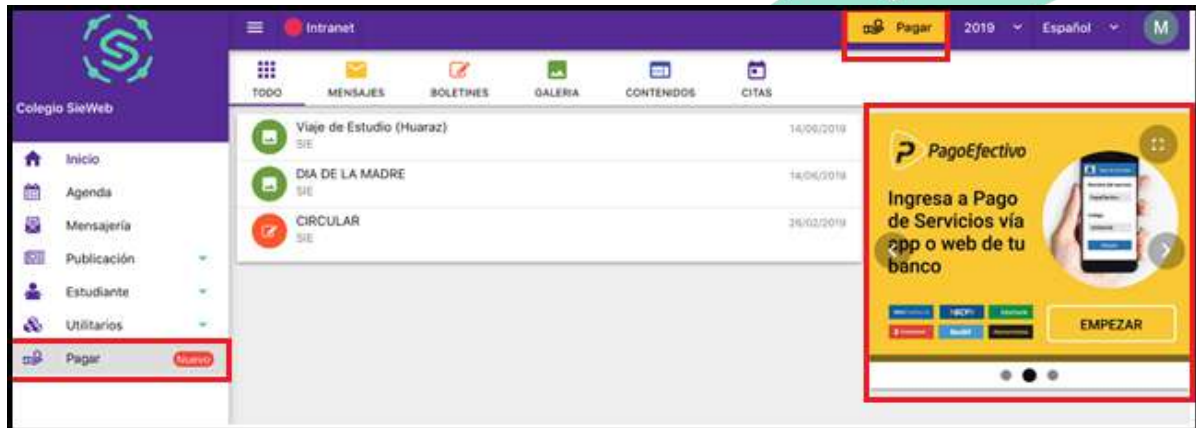 Intranet
Pagar
2019
Español
M
Colegio SieWeb
TODO
MENSAJES
BOLETINES
GALERIA
CONTENIDOS
CITAS
Inicio
Agenda
Mensajería
Publicación
Estudiante
Utilitarios
Pagar
Nuevo
Viaje de Estudio (Huaraz)
14/06/2019
SIE
DIA DE LA MADRE
14/06/2019
SIE
CIRCULAR
26/02/2019
SIE
PagoEfectivo
Ingresa a Pago
de Servicios vía
app o web de tu
banco
EMPEZAR